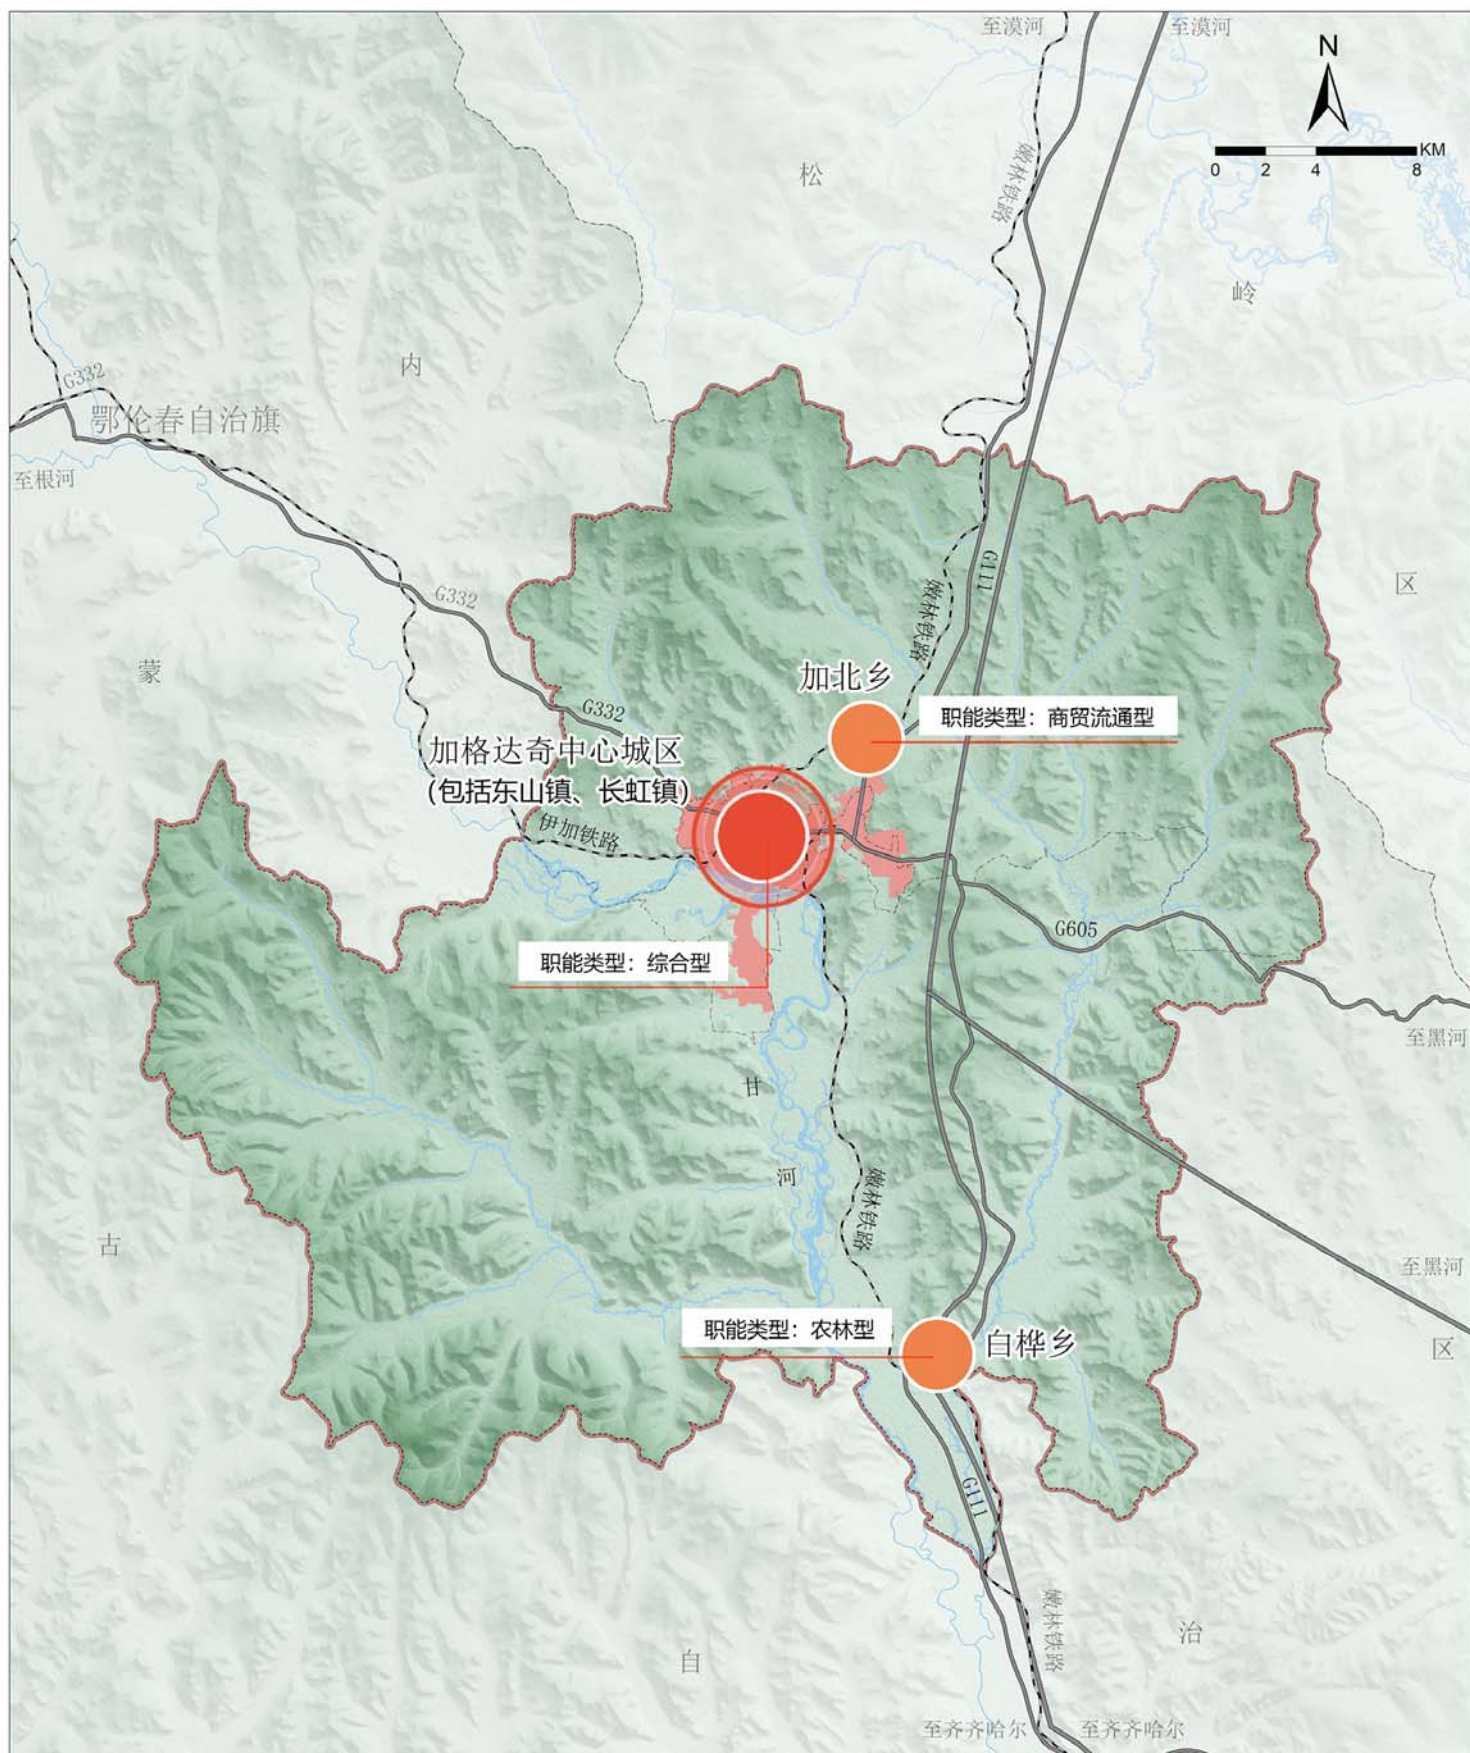 至漠河
至漠河
N
KM
0 2 4 8
松
嫩林铁路
岭
内
G332
鄂伦春自治旗
至根河
G111
区
G332
嫩林铁路
蒙
加北乡
G332
职能类型：商贸流通型
加格达奇中心城区
（包括东山镇、长虹镇）
伊加铁路
G605
职能类型：综合型
至黑河
甘
河
嫩林铁路
古
至黑河
职能类型：农林型
白桦乡
区
G111
嫩林铁路
治
自
至齐齐哈尔
至齐齐哈尔